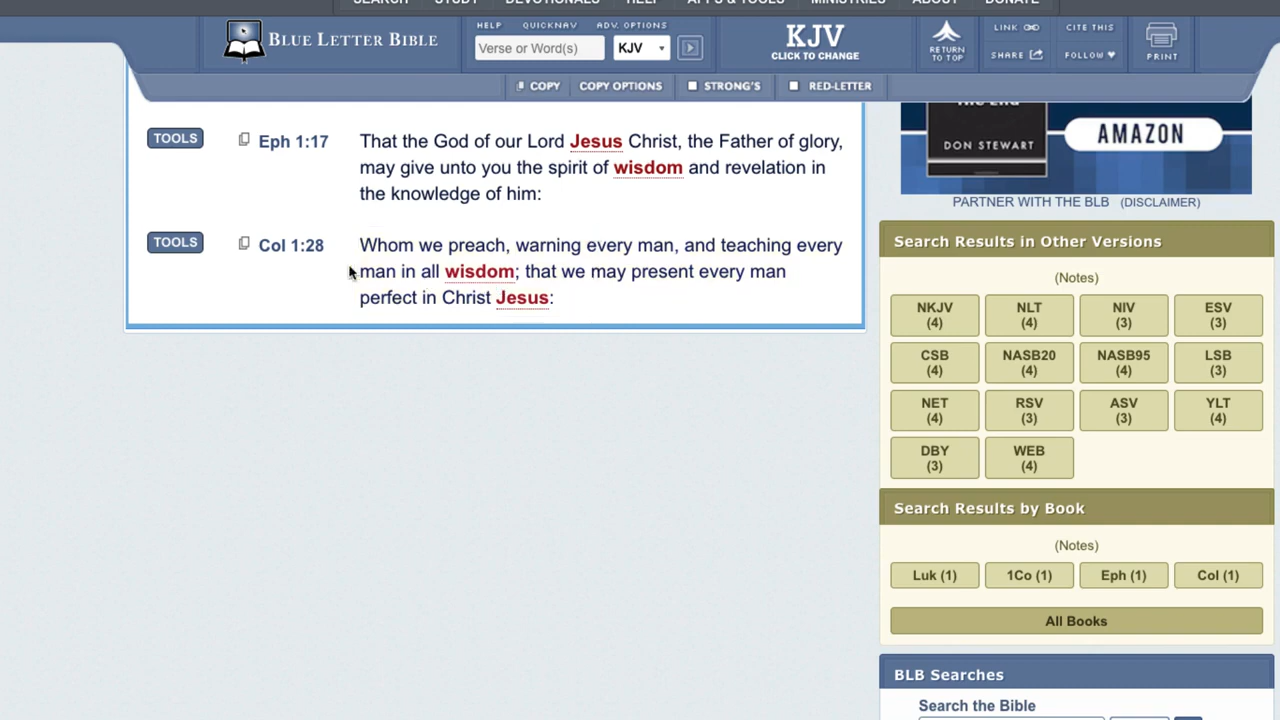 SEARCH STUDY DEVOTIONALS HELP APPS & TOOLS MINISTRIES ABOUT DONATE
BLUE LETTER BIBLE
HELP QUICKNAV ADV. OPTIONS
Verse or Word(s) KJV
KJV
CLICK TO CHANGE
RETURN
TO TOP
LINK
SHARE
CITE THIS
FOLLOW
PRINT
COPY COPY OPTIONS STRONG'S RED-LETTER
TOOLS Eph 1:17 That the God of our Lord Jesus Christ, the Father of glory,
may give unto you the spirit of wisdom and revelation in
the knowledge of him:
TOOLS Col 1:28 Whom we preach, warning every man, and teaching every
man in all wisdom; that we may present every man
perfect in Christ Jesus:
DON STEWART
AMAZON
PARTNER WITH THE BLB (DISCLAIMER)
Search Results in Other Versions
(Notes)
NKJV (4) NLT (4) NIV (3) ESV (3)
CSB (4) NASB20 (4) NASB95 (4) LSB (3)
NET (4) RSV (3) ASV (3) YLT (4)
DBY (3) WEB (4)
Search Results by Book
(Notes)
Luk (1) 1Co (1) Eph (1) Col (1)
All Books
BLB Searches
Search the Bible